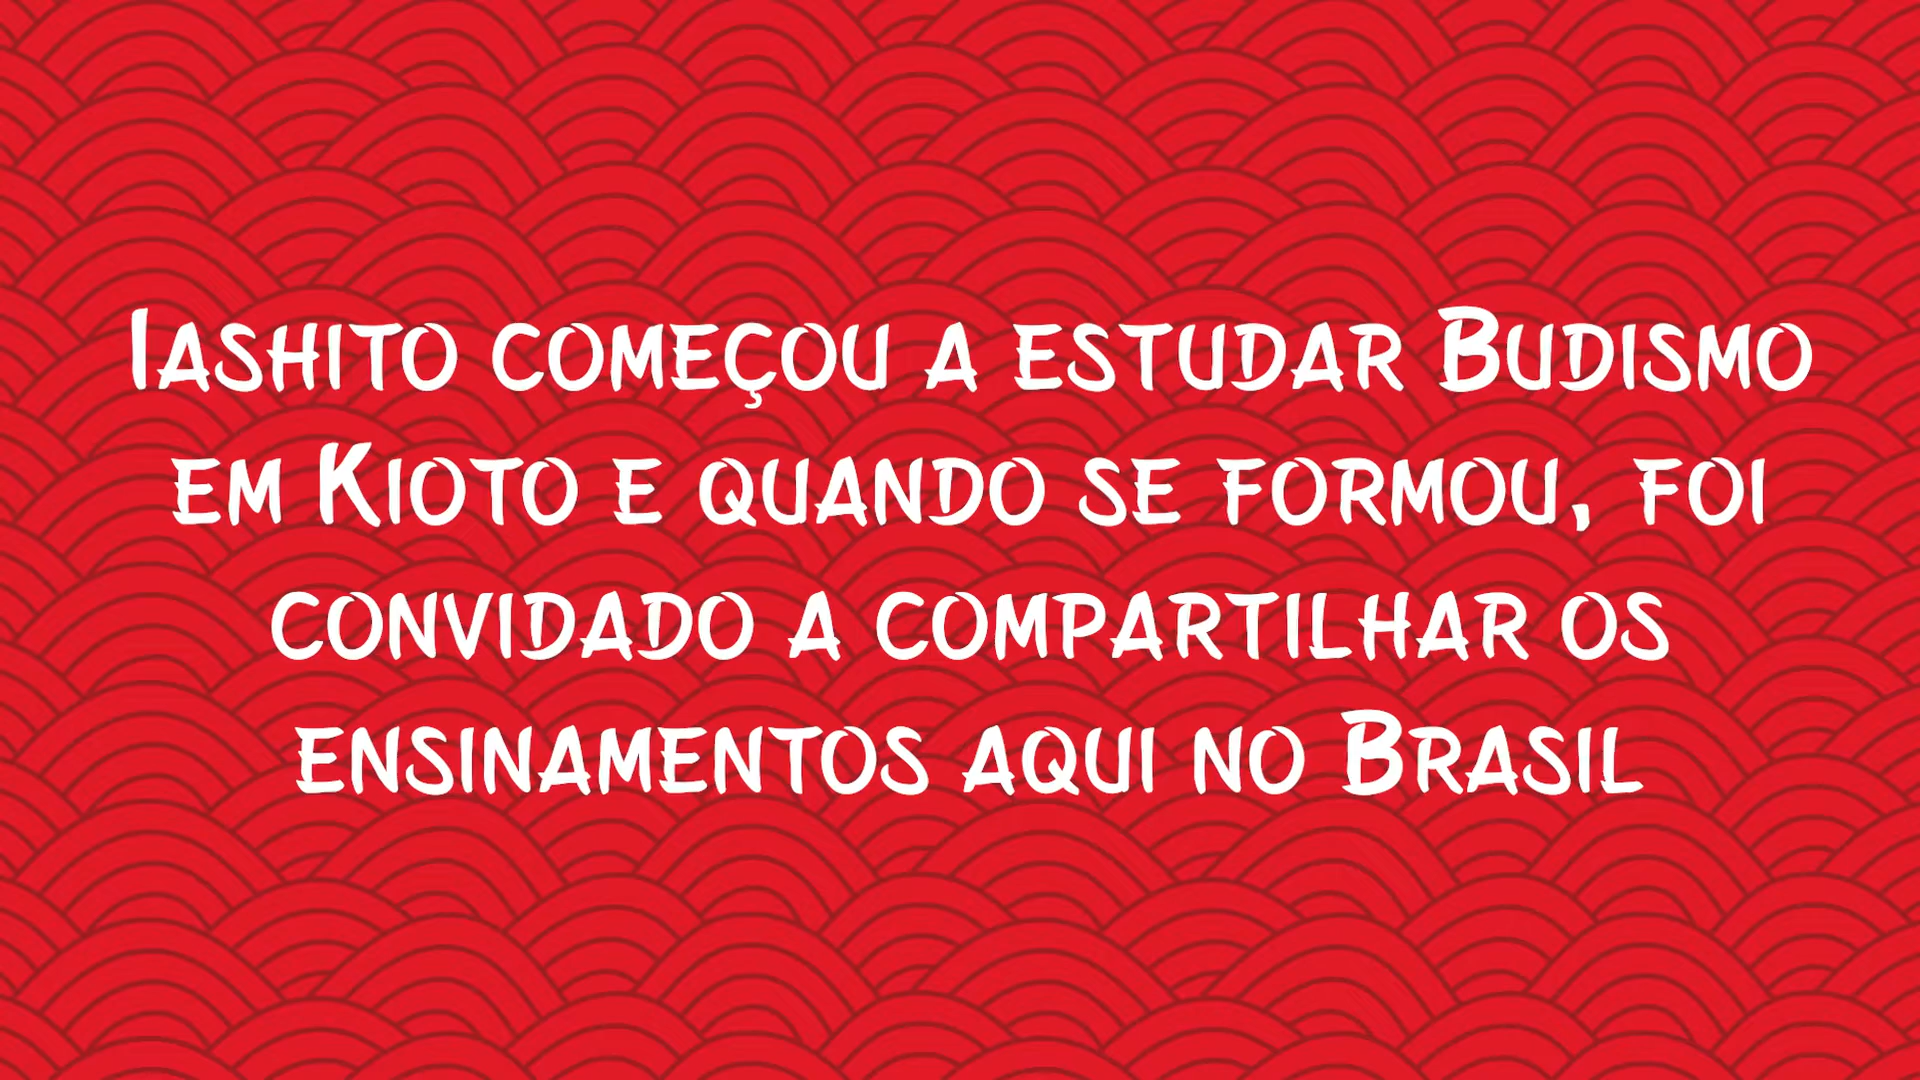 Iashito começou a estudar Budismo
em Kioto e quando se formou, foi
convidado a compartilhar os
ensinamentos aqui no Brasil